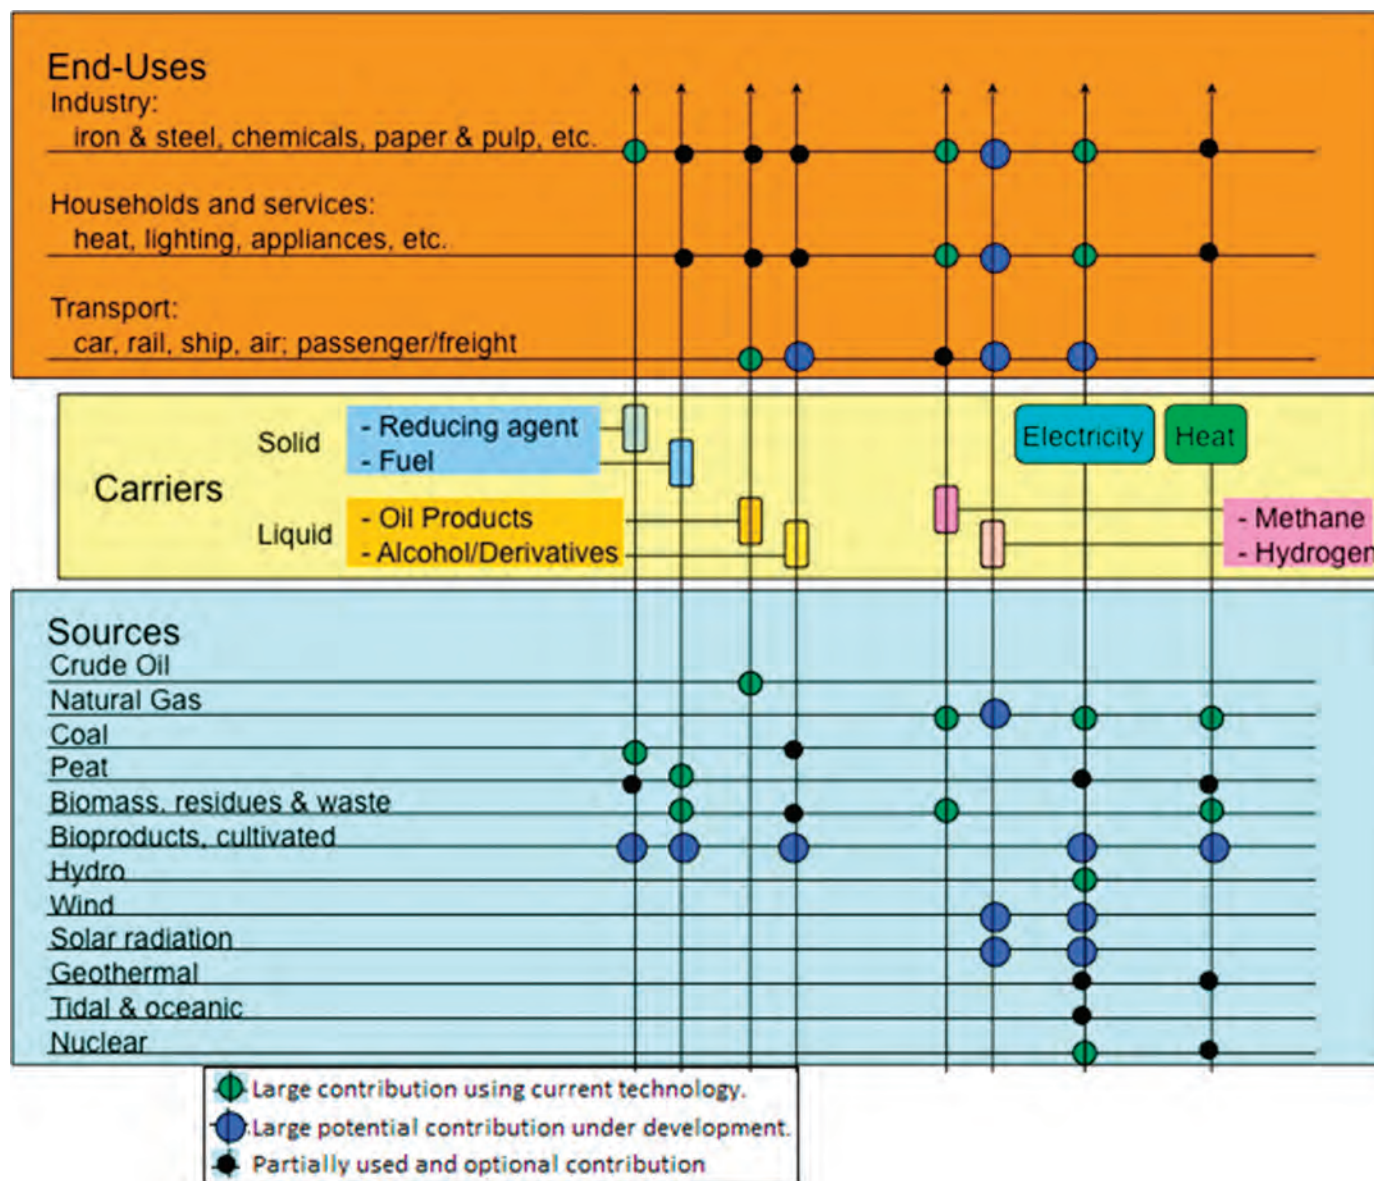 End-Uses
Industry:
iron & steel, chemicals, paper & pulp, etc.
Households and services:
heat, lighting, appliances, etc.
Transport:
car, rail, ship, air; passenger/freight
Carriers
Solid
- Reducing agent
- Fuel
Liquid
- Oil Products
- Alcohol/Derivatives
Electricity
Heat
- Methane
- Hydrogen
Sources
Crude Oil
Natural Gas
Coal
Peat
Biomass. residues & waste
Bioproducts, cultivated
Hydro
Wind
Solar radiation
Geothermal
Tidal & oceanic
Nuclear
Large contribution using current technology.
Large potential contribution under development.
Partially used and optional contribution